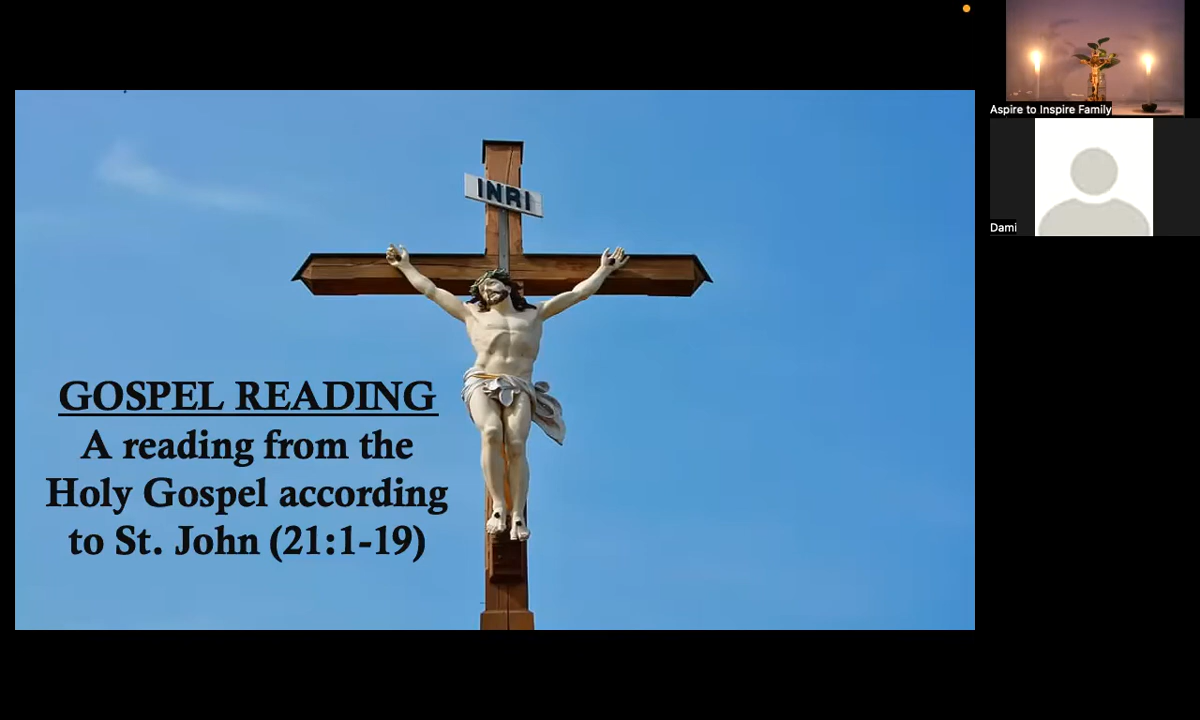 INRI
GOSPEL READING
A reading from the
Holy Gospel according
to St. John (21:1-19)
Aspire to Inspire Family
Dami